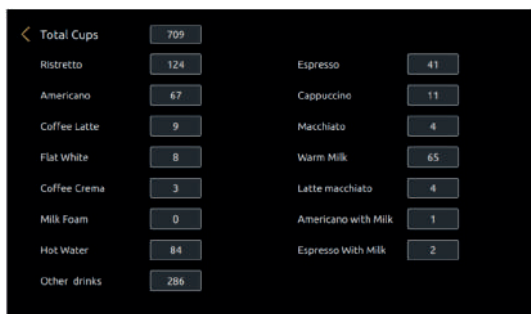 Total Cups 709
Ristretto 124 Espresso 41
Americano 67 Cappuccino 11
Coffee Latte 9 Macchiato 4
Flat White 8 Warm Milk 65
Coffee Crema 3 Latte macchiato 4
Milk Foam 0 Americano with Milk 1
Hot Water 84 Espresso With Milk 2
Other drinks 286